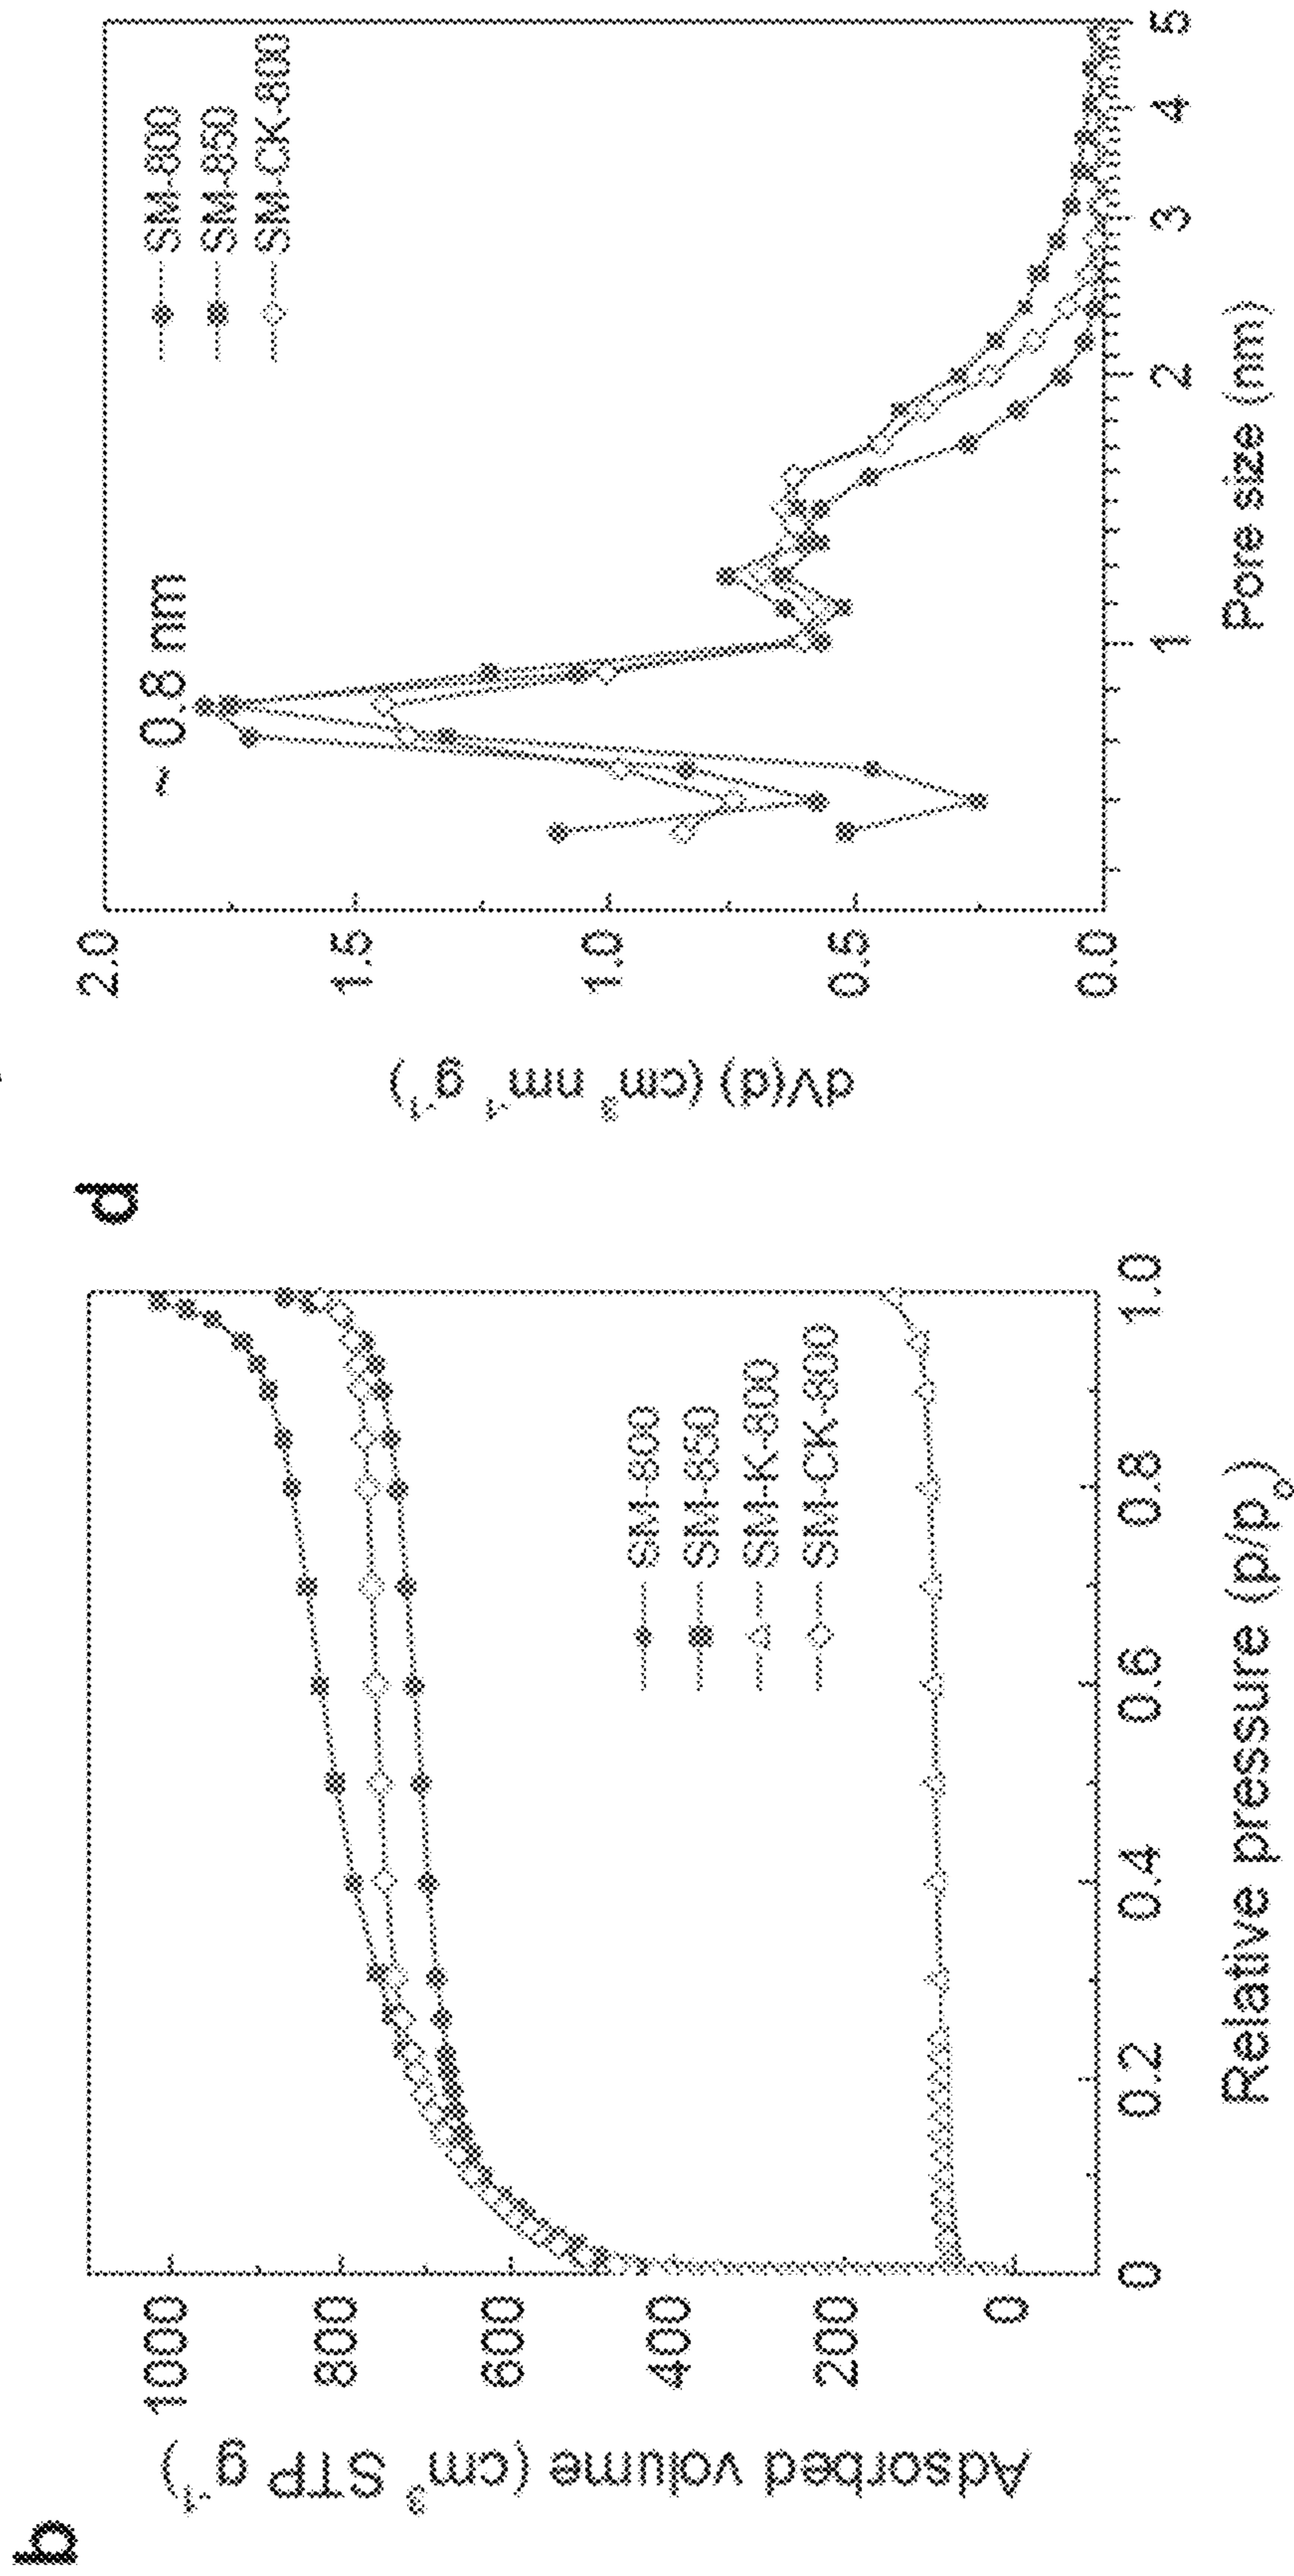 b
Adsorbed volume (cm³ STP g⁻¹)
1000
800
600
400
200
0
SM-800
SM-850
SM-K-800
SM-CK-800
0
0.2
0.4
0.6
0.8
1.0
Relative pressure (p/p₀)
d
dV(d) (cm³ nm⁻¹ g⁻¹)
2.0
1.5
1.0
0.5
0.0
~ 0.8 nm
SM-800
SM-850
SM-CK-800
1
2
3
4
5
Pore size (nm)